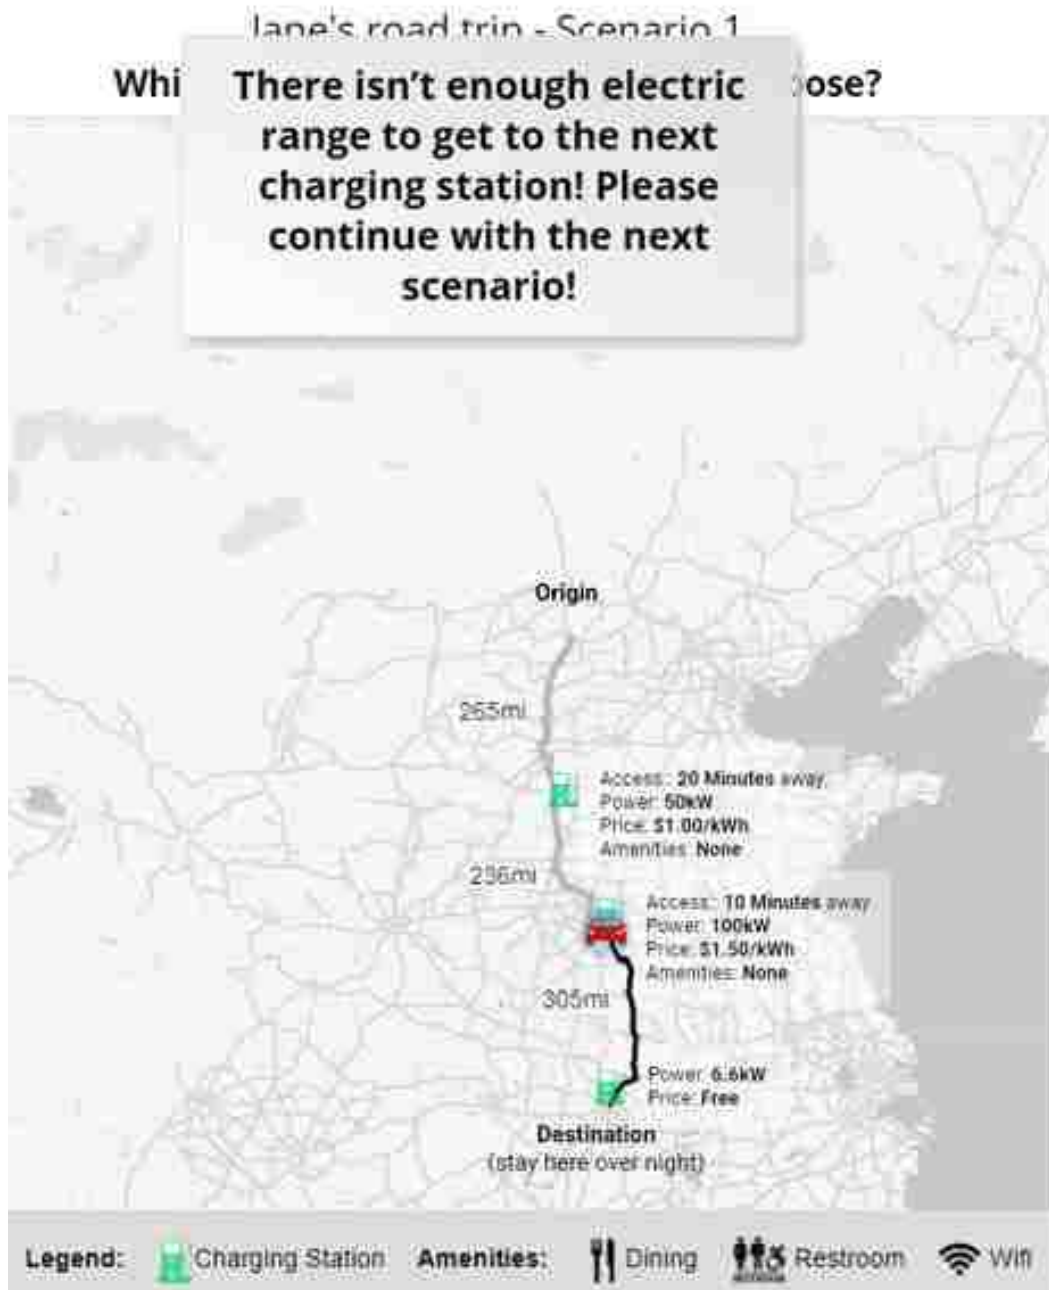 Jane's road trip - Scenario 1
Whi
ose?
There isn't enough electric
range to get to the next
charging station! Please
continue with the next
scenario!
Origin
265mi
Access: 20 Minutes away,
Power: 50kW
Price: $1.00/kWh
Amenities: None
236mi
Access: 10 Minutes away
Power: 100kW
Price: $1.50/kWh
Amenities: None
305mi
Power: 6.6kW
Price: Free
Destination
(stay here over night)
Legend: Charging Station Amenities: Dining Restroom Wifi